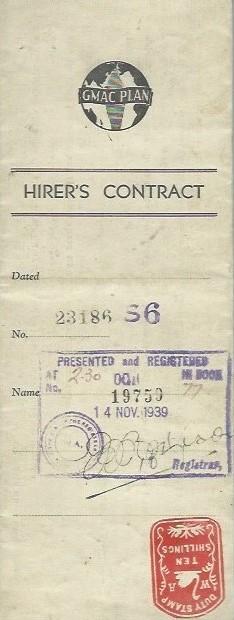 GMAC PLAN
HIRER'S CONTRACT
Dated
No. 23186 S6
PRESENTED and REGISTERED
AT 2.30 IN BOOK
No. 19759 77
Name
14 NOV. 1939
Registrar,
W A
TEN
SHILLINGS
DUTY STAMP